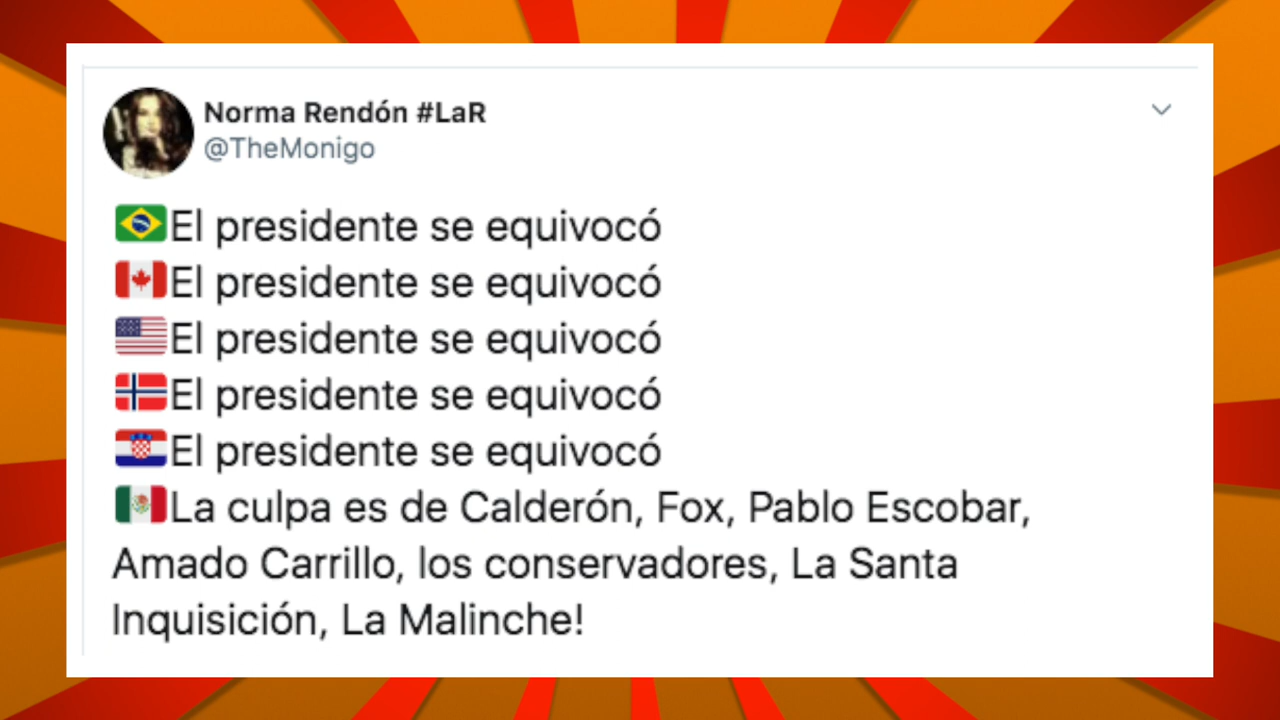 Norma Rendón #LaR
@TheMonigo
🇧🇷El presidente se equivocó
🇨🇦El presidente se equivocó
🇺🇸El presidente se equivocó
🇳🇴El presidente se equivocó
🇭🇷El presidente se equivocó
🇲🇽La culpa es de Calderón, Fox, Pablo Escobar,
Amado Carrillo, los conservadores, La Santa
Inquisición, La Malinche!